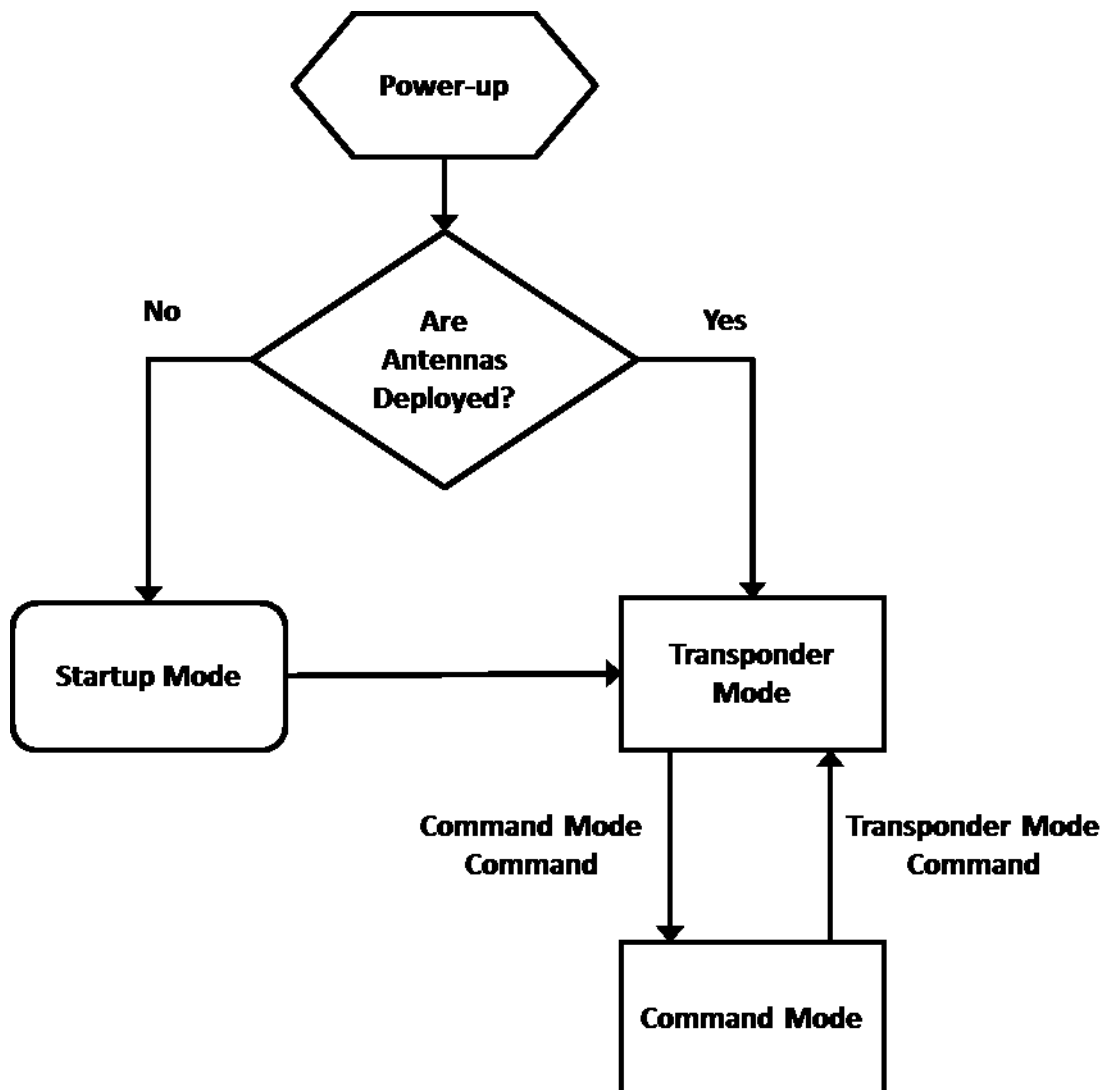 Power-up
No
Are
Antennas
Deployed?
Yes
Startup Mode
Transponder
Mode
Command Mode
Command
Transponder Mode
Command
Command Mode